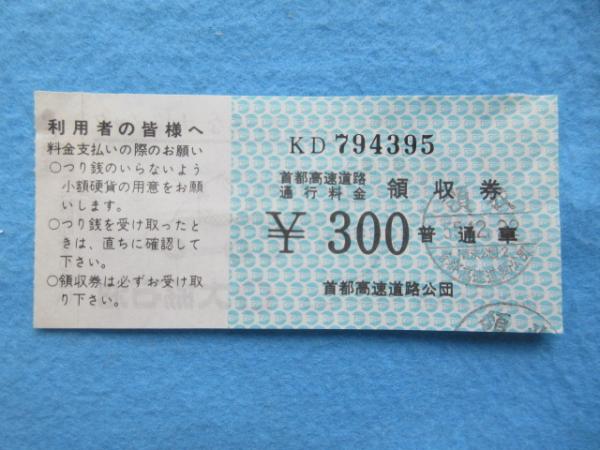 利用者の皆様へ
料金支払いの際のお願い
○つり銭のいらないよう
小額硬貨の用意をお願
いします。
○つり銭を受け取ったと
きは、直ちに確認して
下さい。
○領収券は必ずお受け取
り下さい。
KD 794395
首都高速道路
通行料金 領収券
¥ 300 普通車
首都高速道路公団